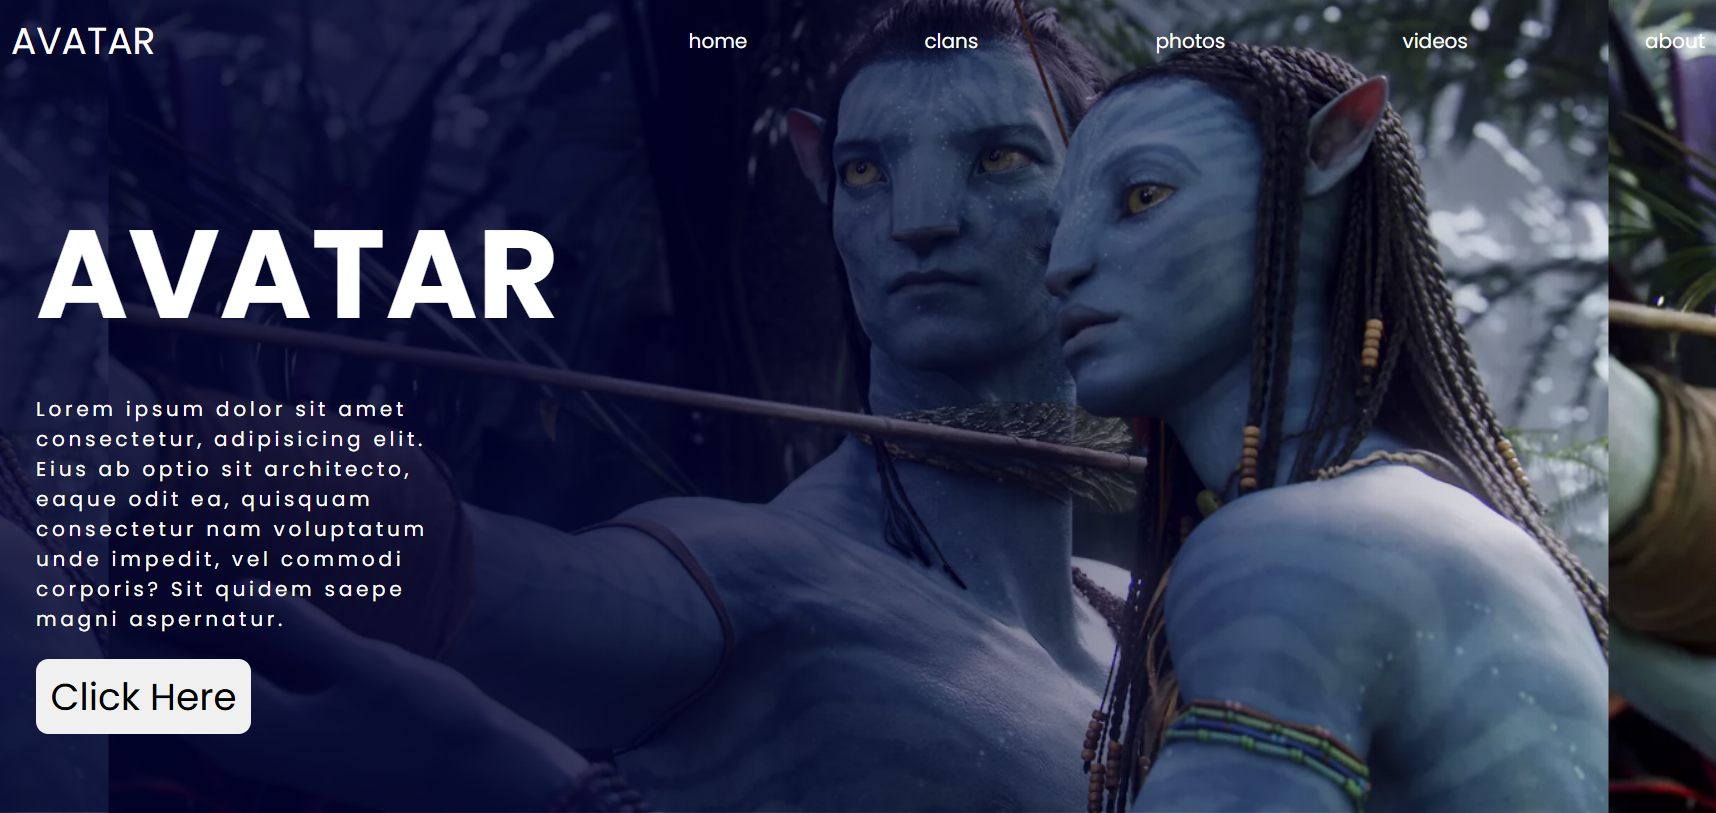 AVATAR
home clans photos videos about
AVATAR
Lorem ipsum dolor sit amet
consectetur, adipisicing elit.
Eius ab optio sit architecto,
eaque odit ea, quisquam
consectetur nam voluptatum
unde impedit, vel commodi
corporis? Sit quidem saepe
magni aspernatur.
Click Here